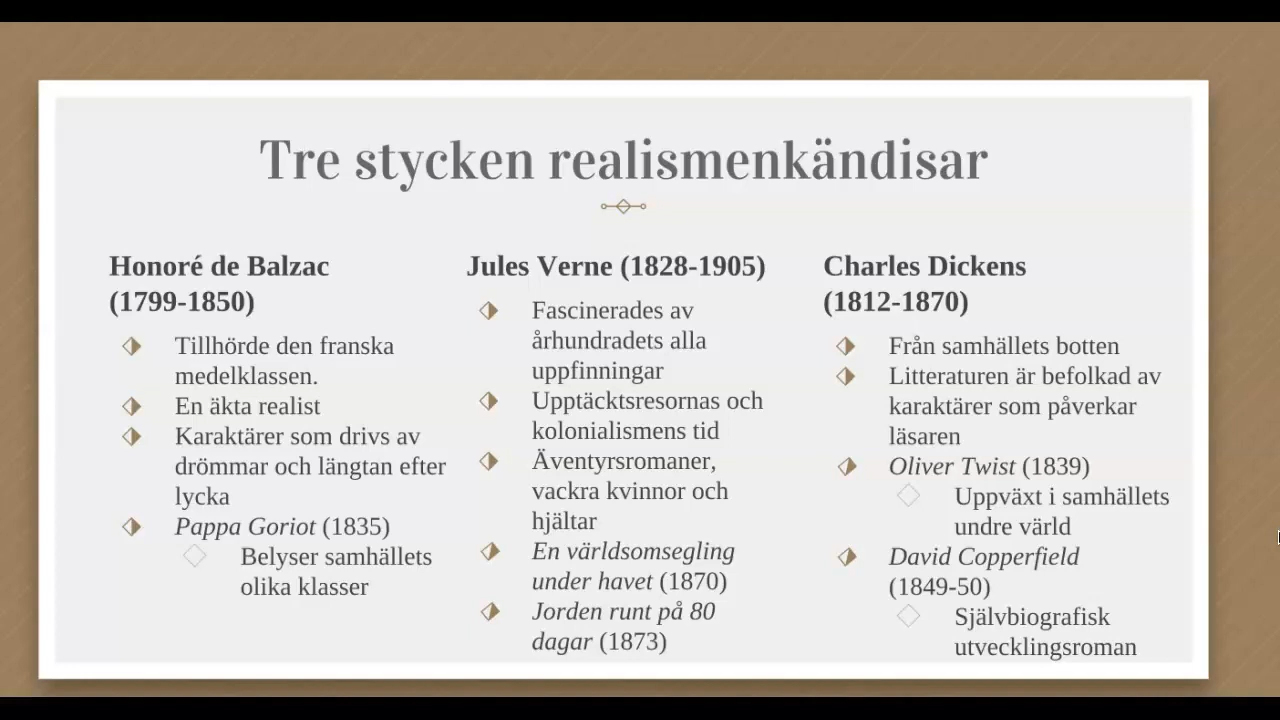 Tre stycken realismenkändisar
Honoré de Balzac
(1799-1850)
Tillhörde den franska
medelklassen.
En äkta realist
Karaktärer som drivs av
drömmar och längtan efter
lycka
Pappa Goriot (1835)
Belyser samhällets
olika klasser
Jules Verne (1828-1905)
Fascinerades av
århundradets alla
uppfinningar
Upptäcktsresornas och
kolonialismens tid
Äventyrsromaner,
vackra kvinnor och
hjältar
En världsomsegling
under havet (1870)
Jorden runt på 80
dagar (1873)
Charles Dickens
(1812-1870)
Från samhällets botten
Litteraturen är befolkad av
karaktärer som påverkar
läsaren
Oliver Twist (1839)
Uppväxt i samhällets
undre värld
David Copperfield
(1849-50)
Självbiografisk
utvecklingsroman